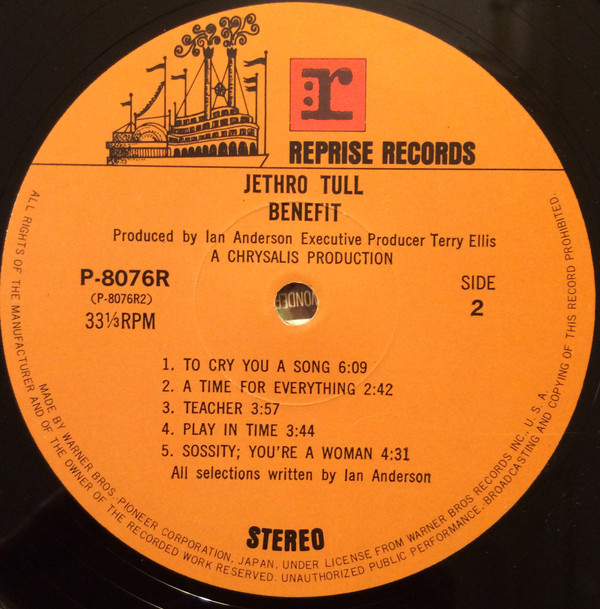 :r
REPRISE RECORDS
JETHRO TULL
BENEFIT
Produced by Ian Anderson Executive Producer Terry Ellis
A CHRYSALIS PRODUCTION
P-8076R
(P-8076R2)
33⅓RPM
SIDE
2
WONDER
1. TO CRY YOU A SONG 6:09
2. A TIME FOR EVERYTHING 2:42
3. TEACHER 3:57
4. PLAY IN TIME 3:44
5. SOSSITY; YOU'RE A WOMAN 4:31
All selections written by Ian Anderson
STEREO
ALL RIGHTS OF THE MANUFACTURER AND OF THE OWNER OF THE RECORDED WORK RESERVED. UNAUTHORIZED PUBLIC PERFORMANCE, BROADCASTING AND COPYING OF THIS RECORD PROHIBITED.
MADE BY WARNER BROS. PIONEER CORPORATION, JAPAN, UNDER LICENSE FROM WARNER BROS RECORDS INC., U.S.A.